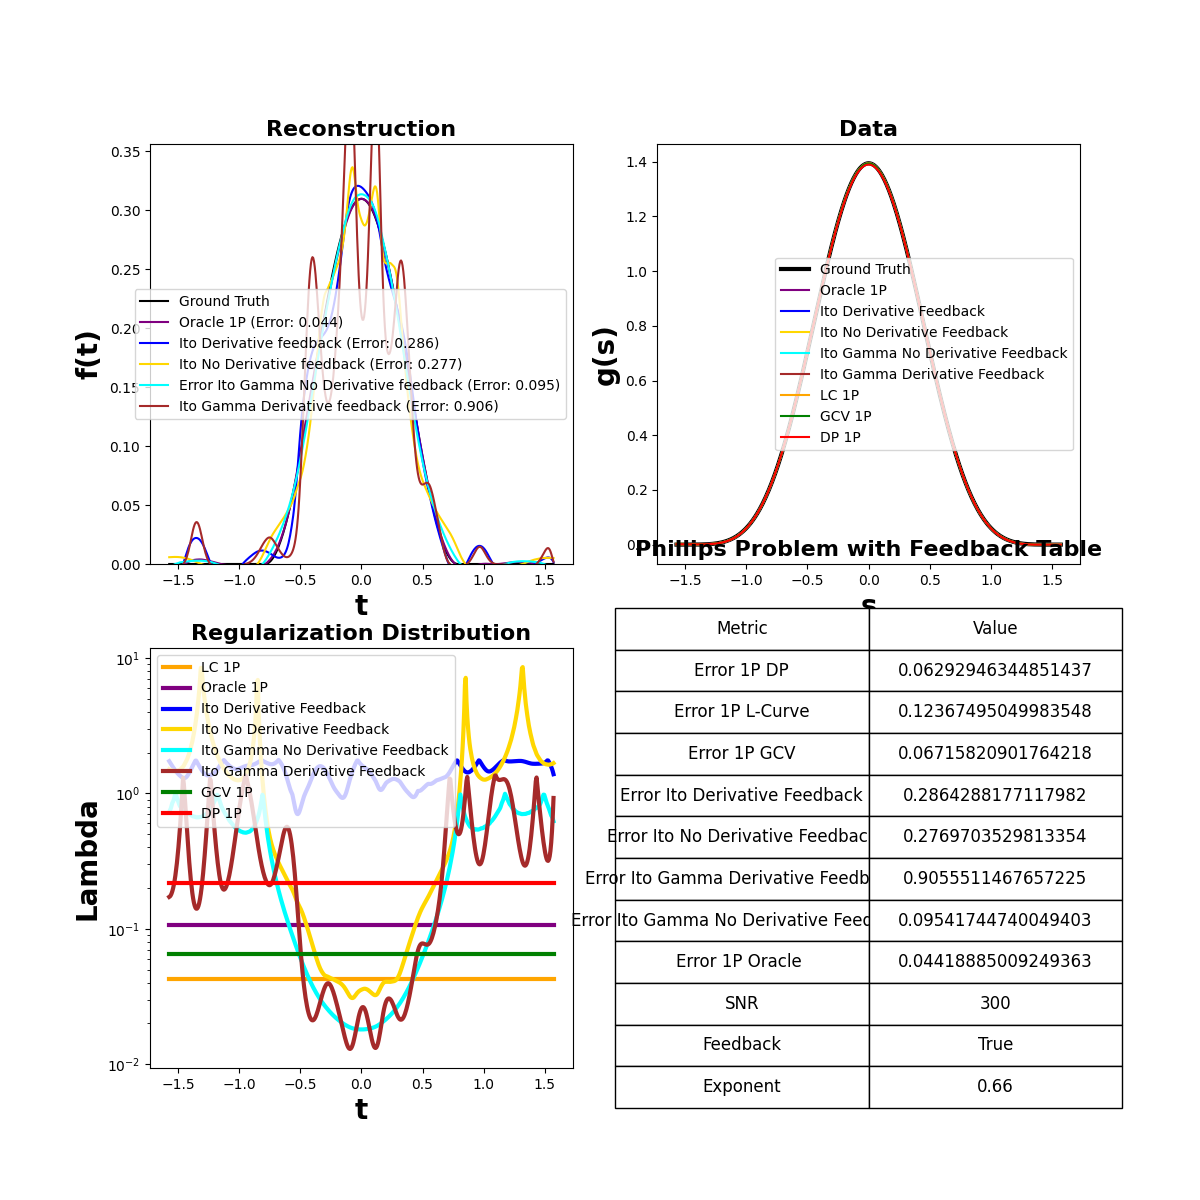 Reconstruction
0.35
0.30
0.25
0.20
0.15
0.10
0.05
0.00
f(t)
Ground Truth
Oracle 1P (Error: 0.044)
Ito Derivative feedback (Error: 0.286)
Ito No Derivative feedback (Error: 0.277)
Error Ito Gamma No Derivative feedback (Error: 0.095)
Ito Gamma Derivative feedback (Error: 0.906)
−1.5 −1.0 −0.5 0.0 0.5 1.0 1.5
t
Data
1.4
1.2
1.0
0.8
0.6
0.4
0.2
g(s)
Ground Truth
Oracle 1P
Ito Derivative Feedback
Ito No Derivative Feedback
Ito Gamma No Derivative Feedback
Ito Gamma Derivative Feedback
LC 1P
GCV 1P
DP 1P
Phillips Problem with Feedback Table
−1.5 −1.0 −0.5 0.0 0.5 1.0 1.5
s
Regularization Distribution
10^1
10^0
10^−1
10^−2
Lambda
LC 1P
Oracle 1P
Ito Derivative Feedback
Ito No Derivative Feedback
Ito Gamma No Derivative Feedback
Ito Gamma Derivative Feedback
GCV 1P
DP 1P
−1.5 −1.0 −0.5 0.0 0.5 1.0 1.5
t
Metric Value
Error 1P DP 0.06292946344851437
Error 1P L-Curve 0.12367495049983548
Error 1P GCV 0.06715820901764218
Error Ito Derivative Feedback 0.2864288177117982
Error Ito No Derivative Feedbac 0.2769703529813354
Error Ito Gamma Derivative Feedb 0.9055511467657225
Error Ito Gamma No Derivative Feed 0.09541744740049403
Error 1P Oracle 0.04418885009249363
SNR 300
Feedback True
Exponent 0.66